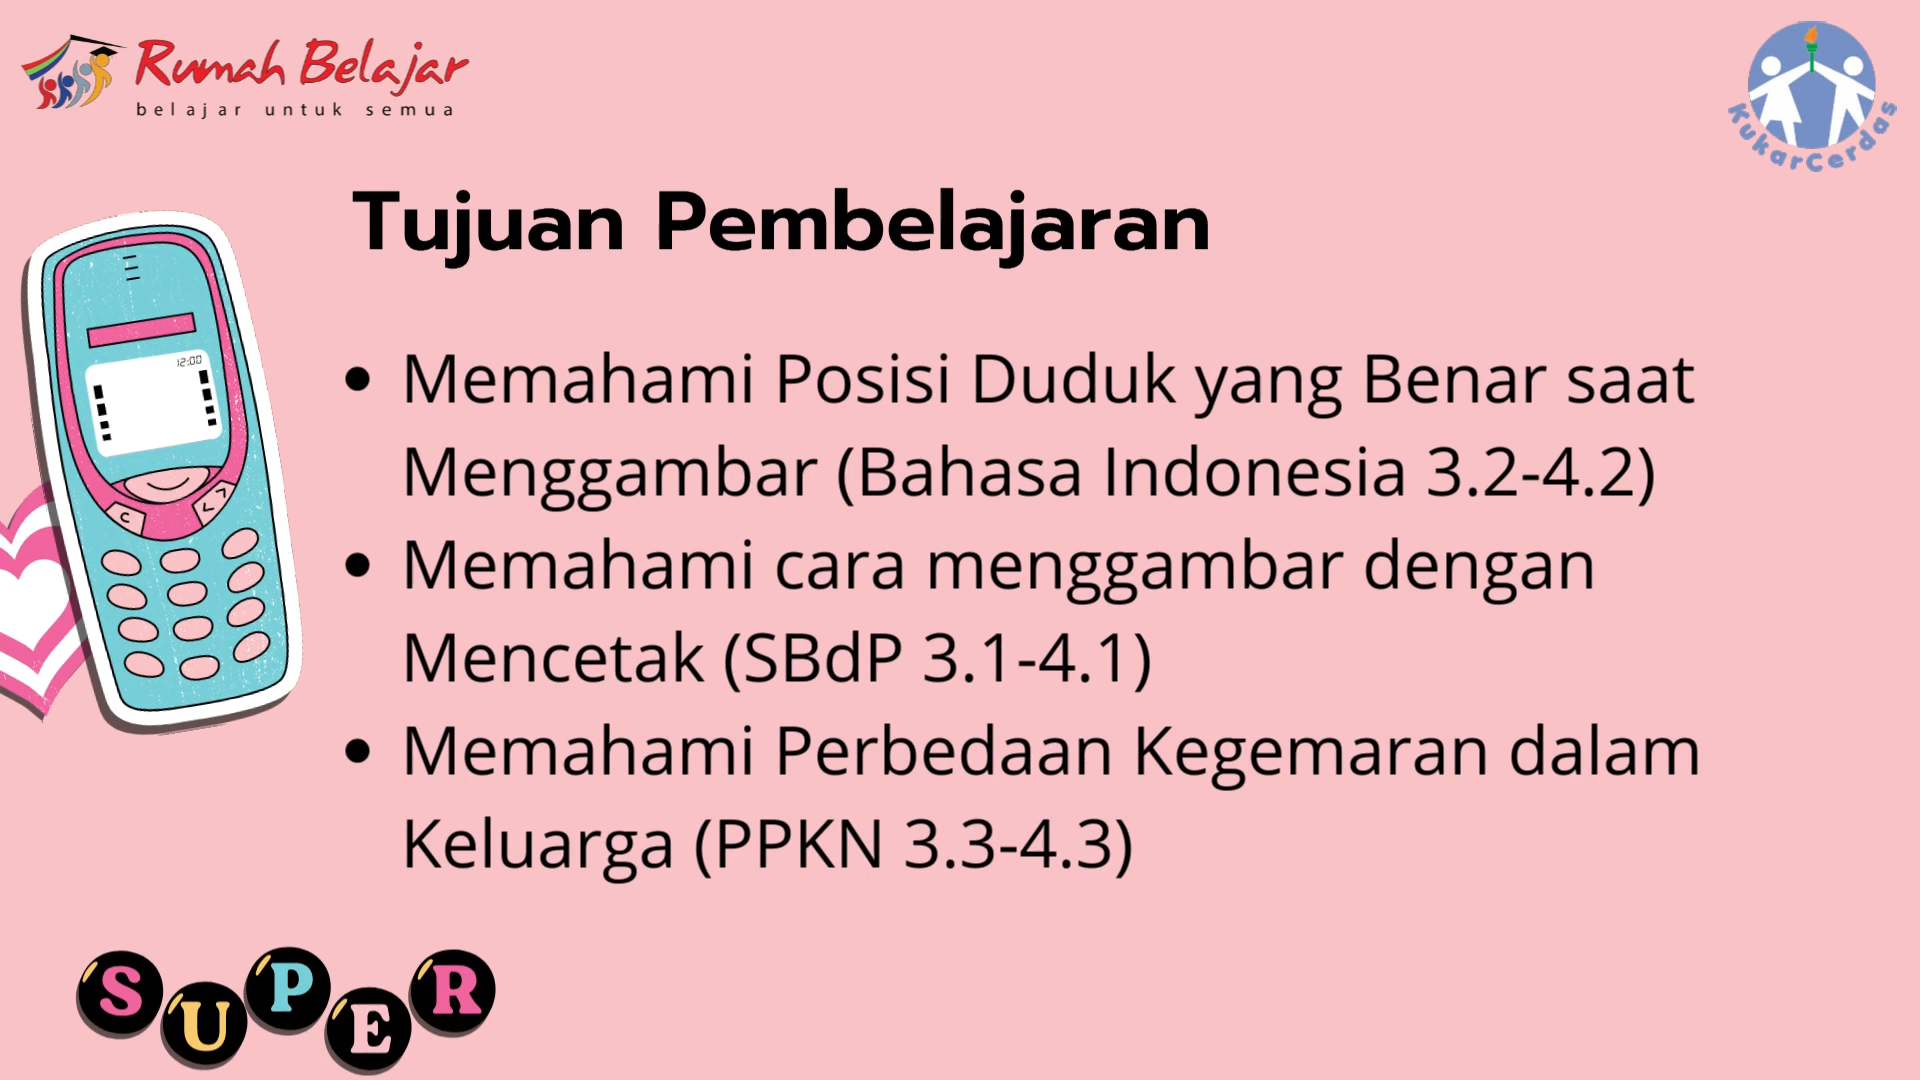 Rumah Belajar
belajar untuk semua
KukarCerdas
Tujuan Pembelajaran
12:00
C
• Memahami Posisi Duduk yang Benar saat
Menggambar (Bahasa Indonesia 3.2-4.2)
• Memahami cara menggambar dengan
Mencetak (SBdP 3.1-4.1)
• Memahami Perbedaan Kegemaran dalam
Keluarga (PPKN 3.3-4.3)
SUPER